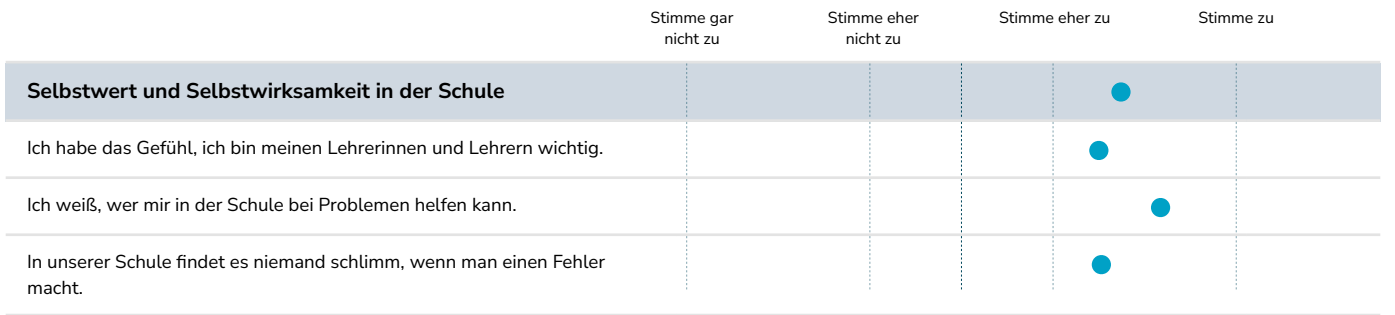 Stimme gar
nicht zu
Stimme eher
nicht zu
Stimme eher zu
Stimme zu
Selbstwert und Selbstwirksamkeit in der Schule
Ich habe das Gefühl, ich bin meinen Lehrerinnen und Lehrern wichtig.
Ich weiß, wer mir in der Schule bei Problemen helfen kann.
In unserer Schule findet es niemand schlimm, wenn man einen Fehler
macht.